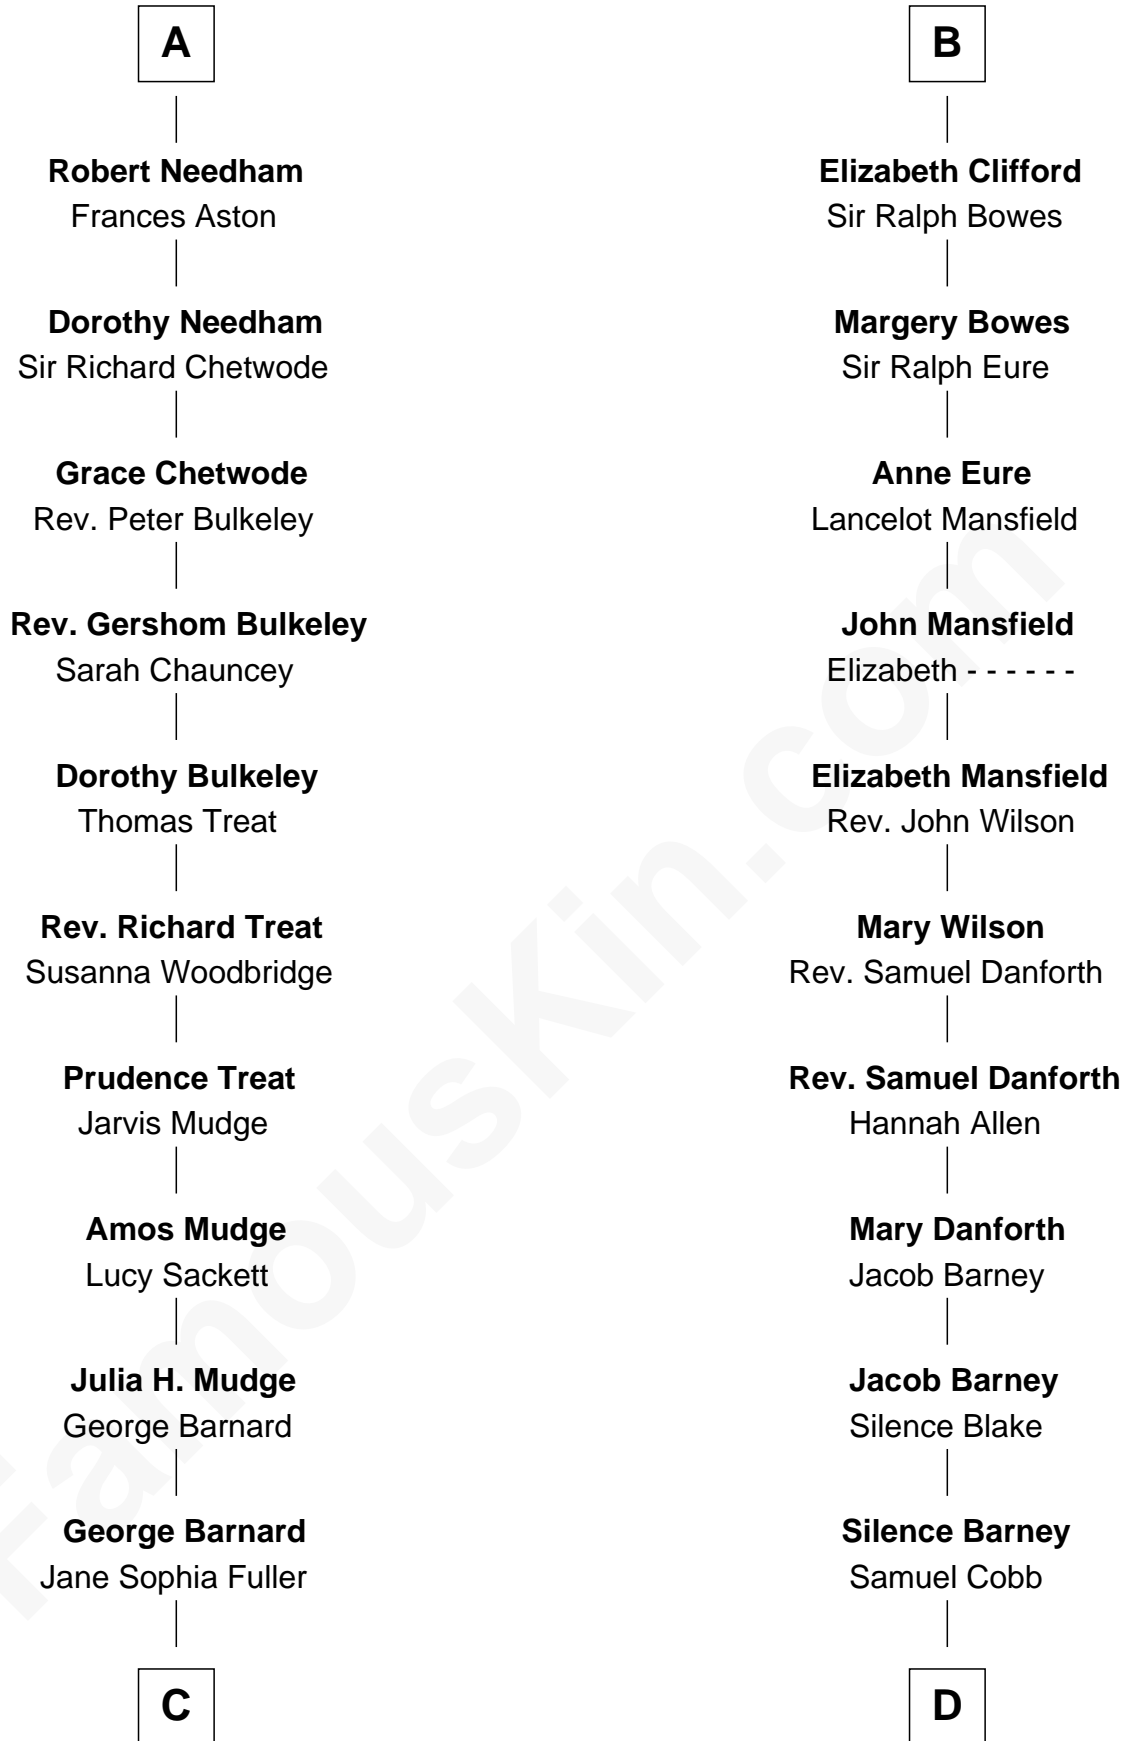 A
Robert Needham
Frances Aston
Dorothy Needham
Sir Richard Chetwode
Grace Chetwode
Rev. Peter Bulkeley
Rev. Gershom Bulkeley
Sarah Chauncey
Dorothy Bulkeley
Thomas Treat
Rev. Richard Treat
Susanna Woodbridge
Prudence Treat
Jarvis Mudge
Amos Mudge
Lucy Sackett
Julia H. Mudge
George Barnard
George Barnard
Jane Sophia Fuller
C
B
Elizabeth Clifford
Sir Ralph Bowes
Margery Bowes
Sir Ralph Eure
Anne Eure
Lancelot Mansfield
John Mansfield
Elizabeth - - - - - -
Elizabeth Mansfield
Rev. John Wilson
Mary Wilson
Rev. Samuel Danforth
Rev. Samuel Danforth
Hannah Allen
Mary Danforth
Jacob Barney
Jacob Barney
Silence Blake
Silence Barney
Samuel Cobb
D
FamousKin.com